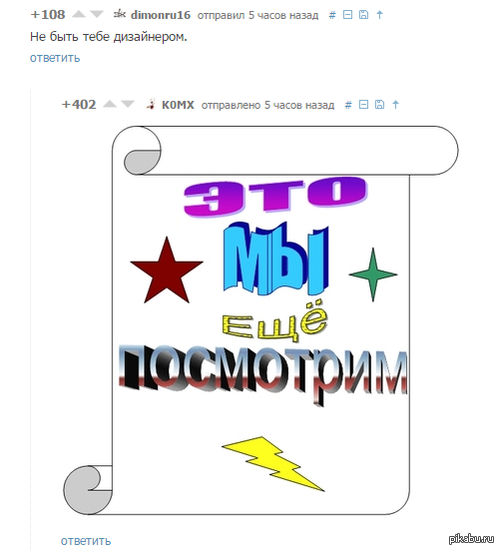 +108 dimonru16 отправил 5 часов назад #
Не быть тебе дизайнером.
ответить
+402 K0MX отправлено 5 часов назад #
ЭТО
МЫ
ЕЩЁ
ПОСМОТРИМ
ответить
pikabu.ru